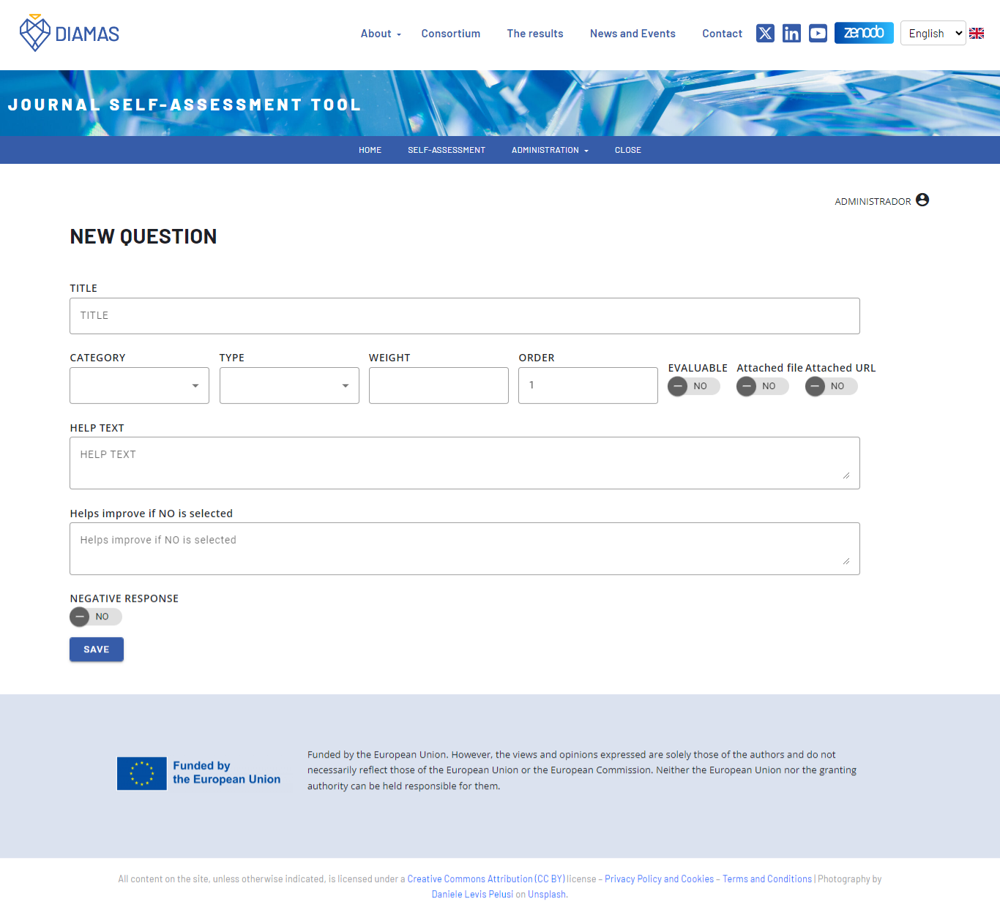 DIAMAS
About
Consortium
The results
News and Events
Contact
zenodo
English
JOURNAL SELF-ASSESSMENT TOOL
HOME
SELF-ASSESSMENT
ADMINISTRATION
CLOSE
ADMINISTRADOR
NEW QUESTION
TITLE
TITLE
CATEGORY
TYPE
WEIGHT
ORDER
EVALUABLE
Attached file
Attached URL
1
NO
NO
NO
HELP TEXT
HELP TEXT
Helps improve if NO is selected
Helps improve if NO is selected
NEGATIVE RESPONSE
NO
SAVE
Funded by
the European Union
Funded by the European Union. However, the views and opinions expressed are solely those of the authors and do not
necessarily reflect those of the European Union or the European Commission. Neither the European Union nor the granting
authority can be held responsible for them.
All content on the site, unless otherwise indicated, is licensed under a Creative Commons Attribution (CC BY) license – Privacy Policy and Cookies – Terms and Conditions | Photography by
Daniele Levis Pelusi on Unsplash.